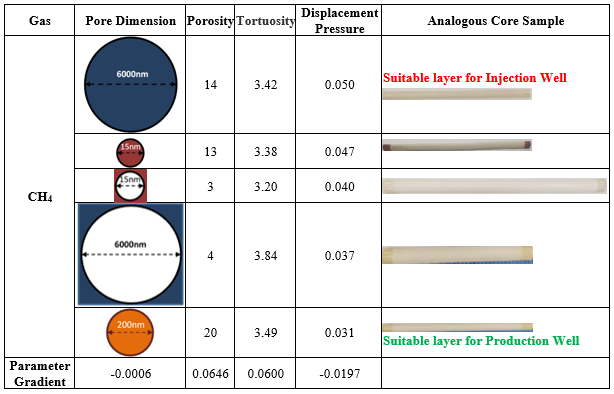 Gas Pore Dimension Porosity Tortuosity Displacement Pressure Analogous Core Sample
CH4
6000nm 14 3.42 0.050 Suitable layer for Injection Well
15nm 13 3.38 0.047
15nm 3 3.20 0.040
6000nm 4 3.84 0.037
200nm 20 3.49 0.031 Suitable layer for Production Well
Parameter Gradient -0.0006 0.0646 0.0600 -0.0197